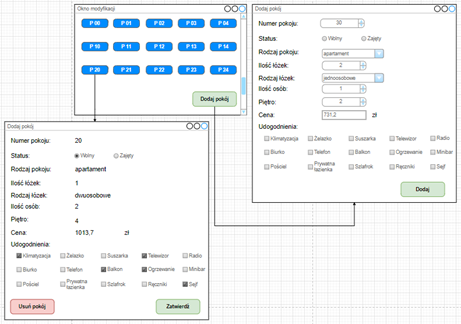 Okno modyfikacji
P 00 P 01 P 02 P 03 P 04
P 10 P 11 P 12 P 13 P 14
P 20 P 21 P 22 P 23 P 24
Dodaj pokój
Dodaj pokój
Numer pokoju: 30
Status: Wolny Zajęty
Rodzaj pokoju: apartament
Ilość łóżek: 2
Rodzaj łóżek: jednoosobowe
Ilość osób: 1
Piętro: 2
Cena: 731,2 zł
Udogodnienia:
Klimatyzacja Żelazko Suszarka Telewizor Radio
Biurko Telefon Balkon Ogrzewanie Minibar
Pościel Prywatna łazienka Szlafrok Ręczniki Sejf
Dodaj
Dodaj pokój
Numer pokoju: 20
Status: Wolny Zajęty
Rodzaj pokoju: apartament
Ilość łóżek: 1
Rodzaj łóżek: dwuosobowe
Ilość osób: 2
Piętro: 4
Cena: 1013,7 zł
Udogodnienia:
Klimatyzacja Żelazko Suszarka Telewizor Radio
Biurko Telefon Balkon Ogrzewanie Minibar
Pościel Prywatna łazienka Szlafrok Ręczniki Sejf
Usuń pokój Zatwierdź